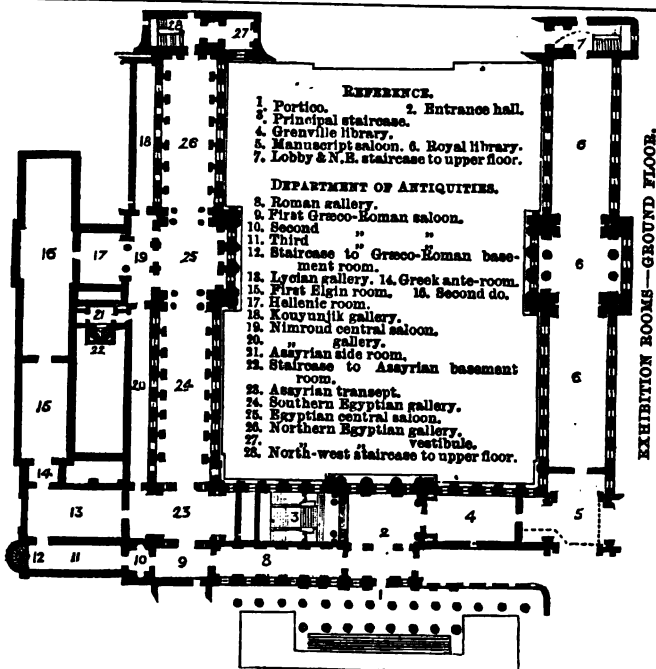 REFERENCE.
1. Portico. 2. Entrance hall.
3. Principal staircase.
4. Grenville library.
5. Manuscript saloon. 6. Royal library.
7. Lobby & N.E. staircase to upper floor.
DEPARTMENT OF ANTIQUITIES.
8. Roman gallery.
9. First Græco-Roman saloon.
10. Second „ „
11. Third „ „
12. Staircase to Græco-Roman base-
ment room.
13. Lycian gallery. 14. Greek ante-room.
15. First Elgin room. 16. Second do.
17. Hellenic room.
18. Kouyunjik gallery.
19. Nimroud central saloon.
20. „ gallery.
21. Assyrian side room.
22. Staircase to Assyrian basement
room.
23. Assyrian transept.
24. Southern Egyptian gallery.
25. Egyptian central saloon.
26. Northern Egyptian gallery.
27. „ „ vestibule.
28. North-west staircase to upper floor.
EXHIBITION ROOMS—GROUND FLOOR.
28
27
7
18
26
6
16
17
19
25
6
21
22
20
24
6
15
14
13
23
3
4
5
2
12
11
10
9
8
1